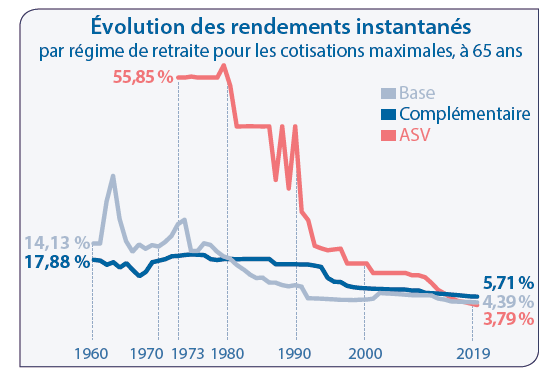 Évolution des rendements instantanés
par régime de retraite pour les cotisations maximales, à 65 ans
55,85 %
Base
Complémentaire
ASV
14,13 %
17,88 %
5,71 %
4,39 %
3,79 %
1960 1970 1973 1980 1990 2000 2019